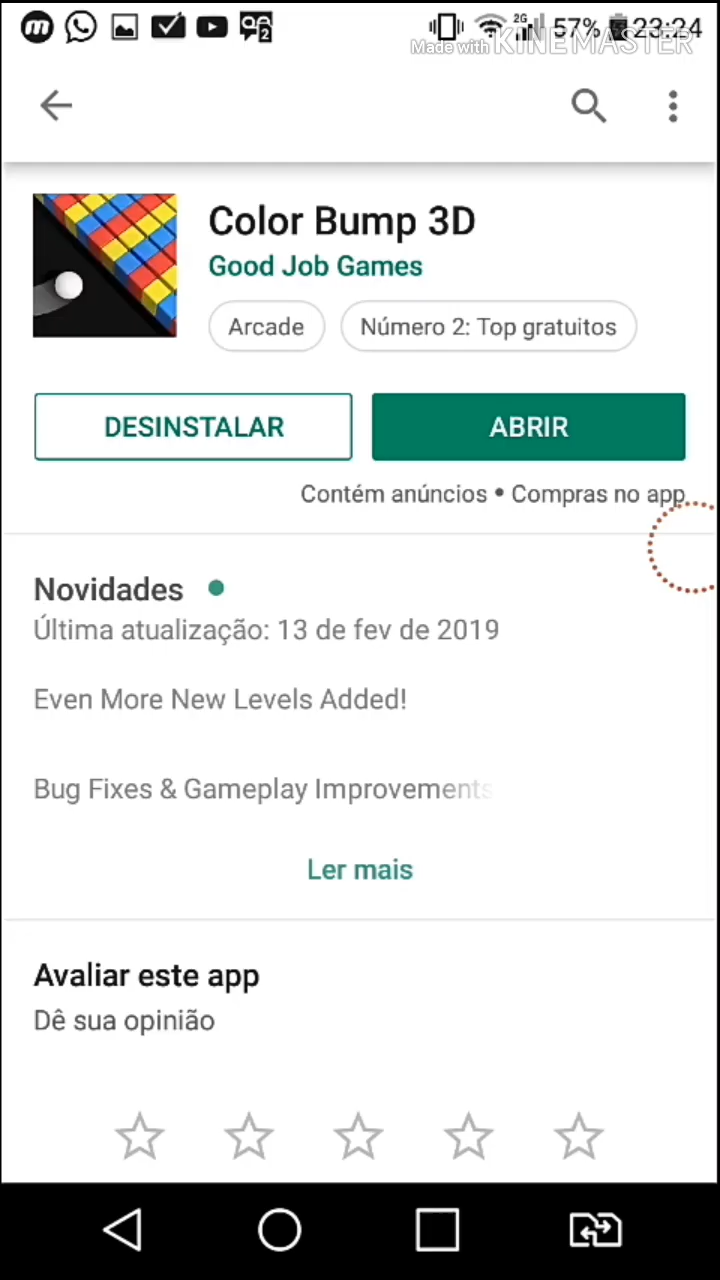 2G 57% 23:24
Made with KINEMASTER
Color Bump 3D
Good Job Games
Arcade
Número 2: Top gratuitos
DESINSTALAR
ABRIR
Contém anúncios • Compras no app
Novidades
Última atualização: 13 de fev de 2019
Even More New Levels Added!
Bug Fixes & Gameplay Improvements
Ler mais
Avaliar este app
Dê sua opinião